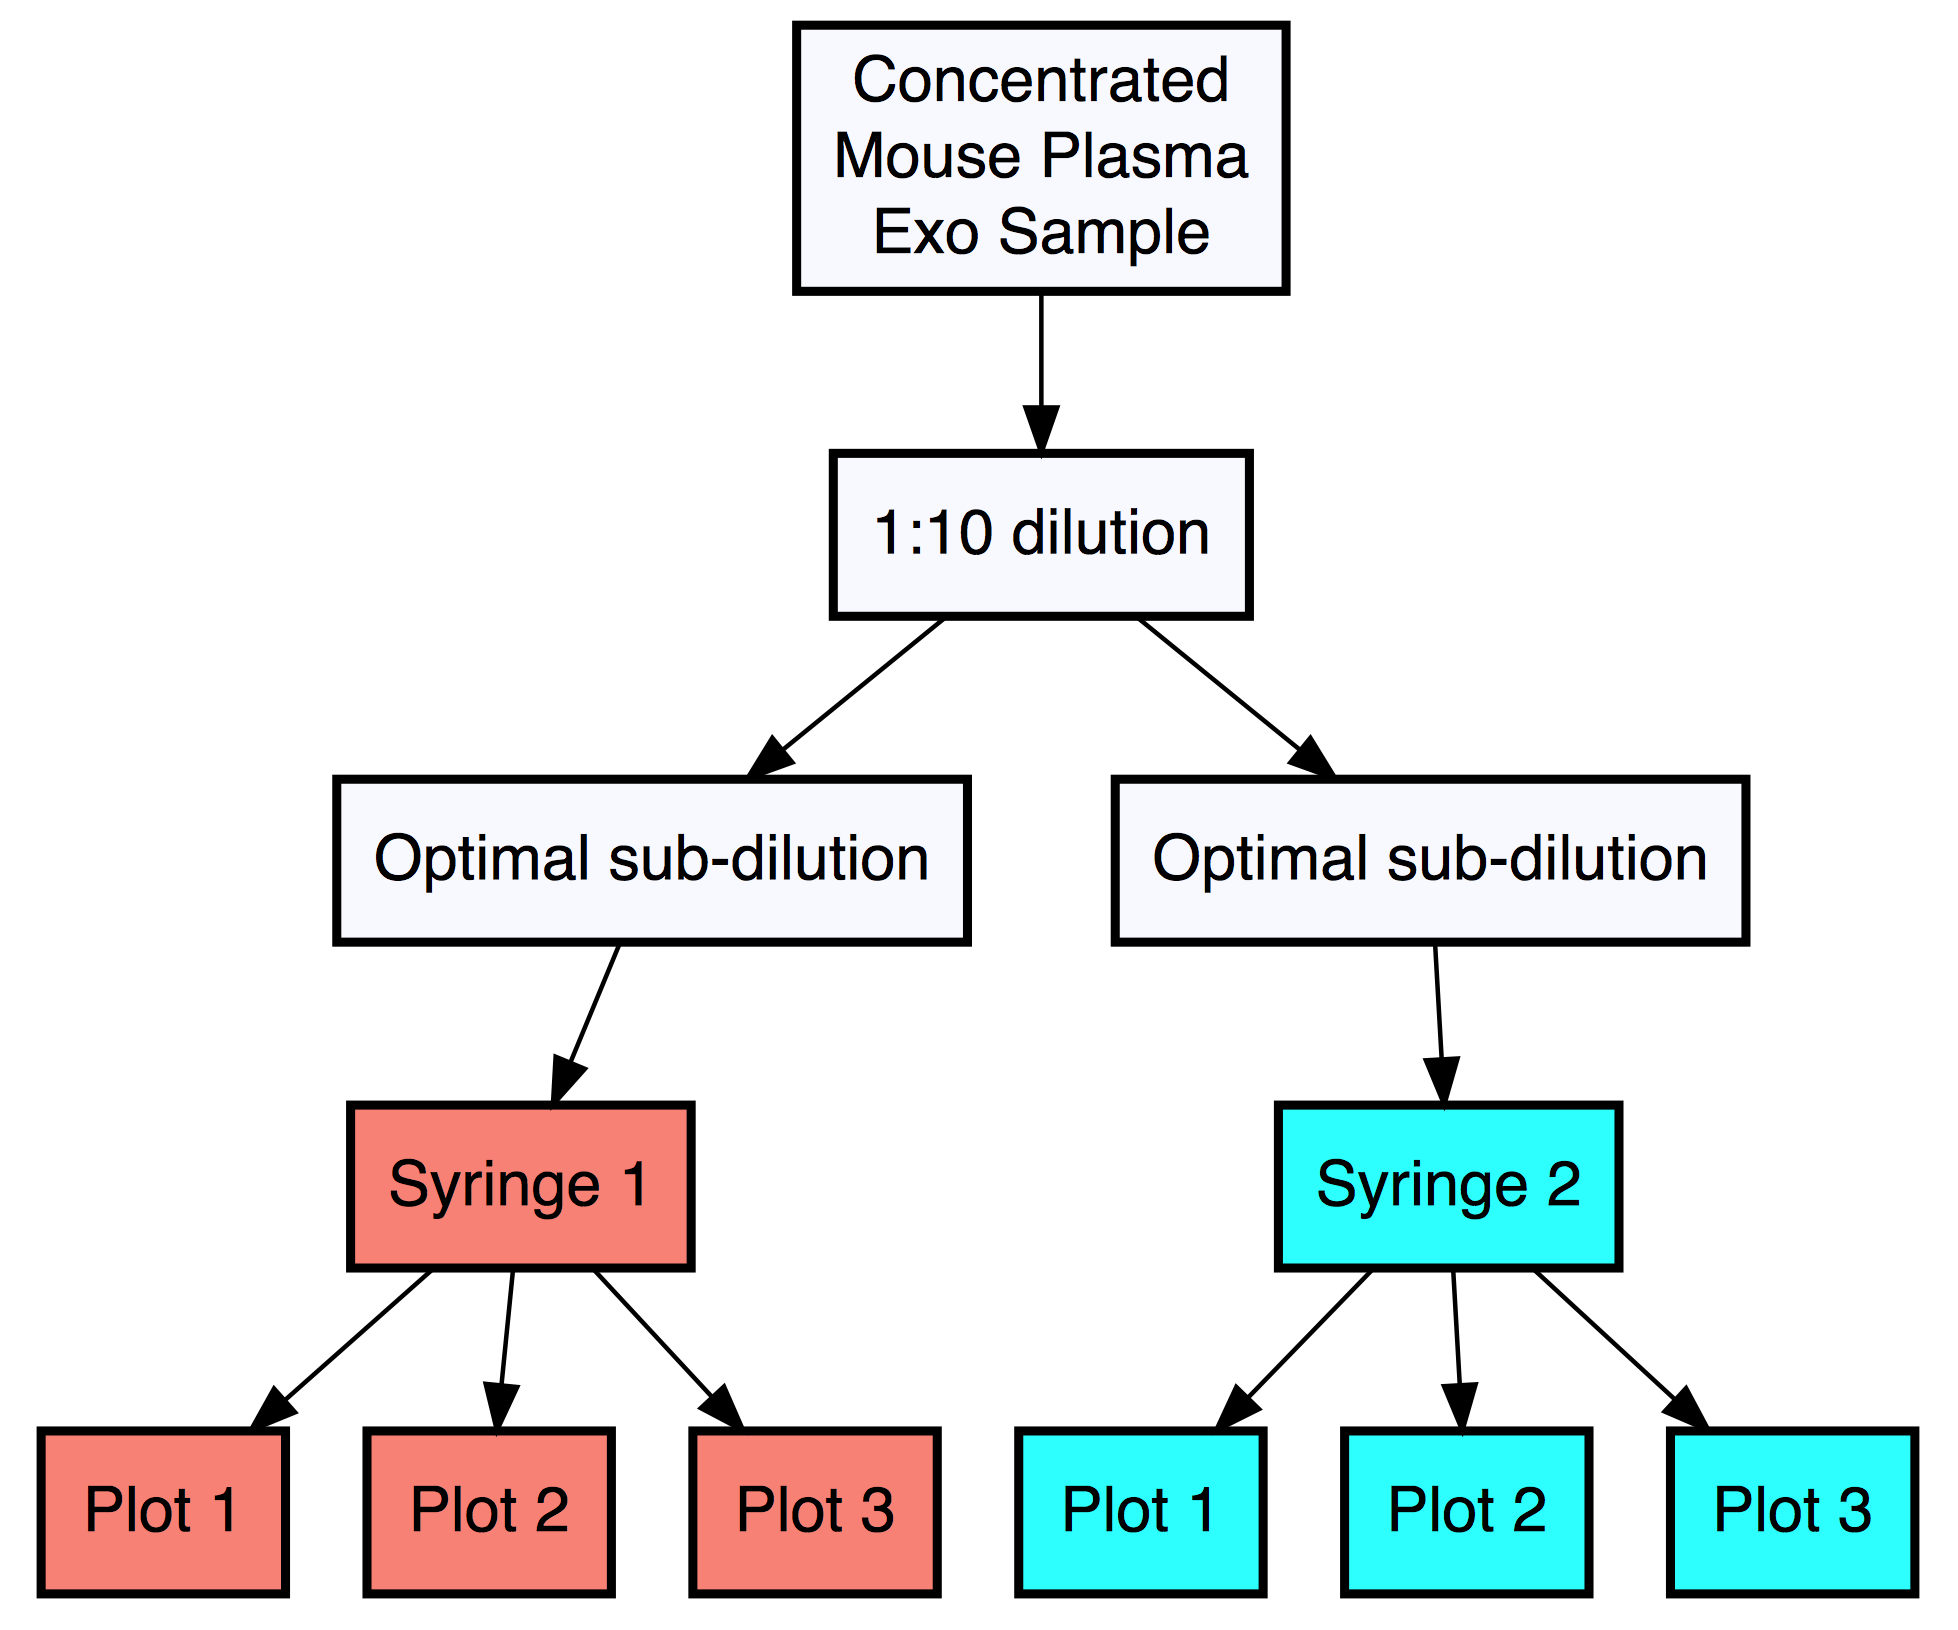 Concentrated
Mouse Plasma
Exo Sample
1:10 dilution
Optimal sub-dilution
Optimal sub-dilution
Syringe 1
Syringe 2
Plot 1
Plot 2
Plot 3
Plot 1
Plot 2
Plot 3